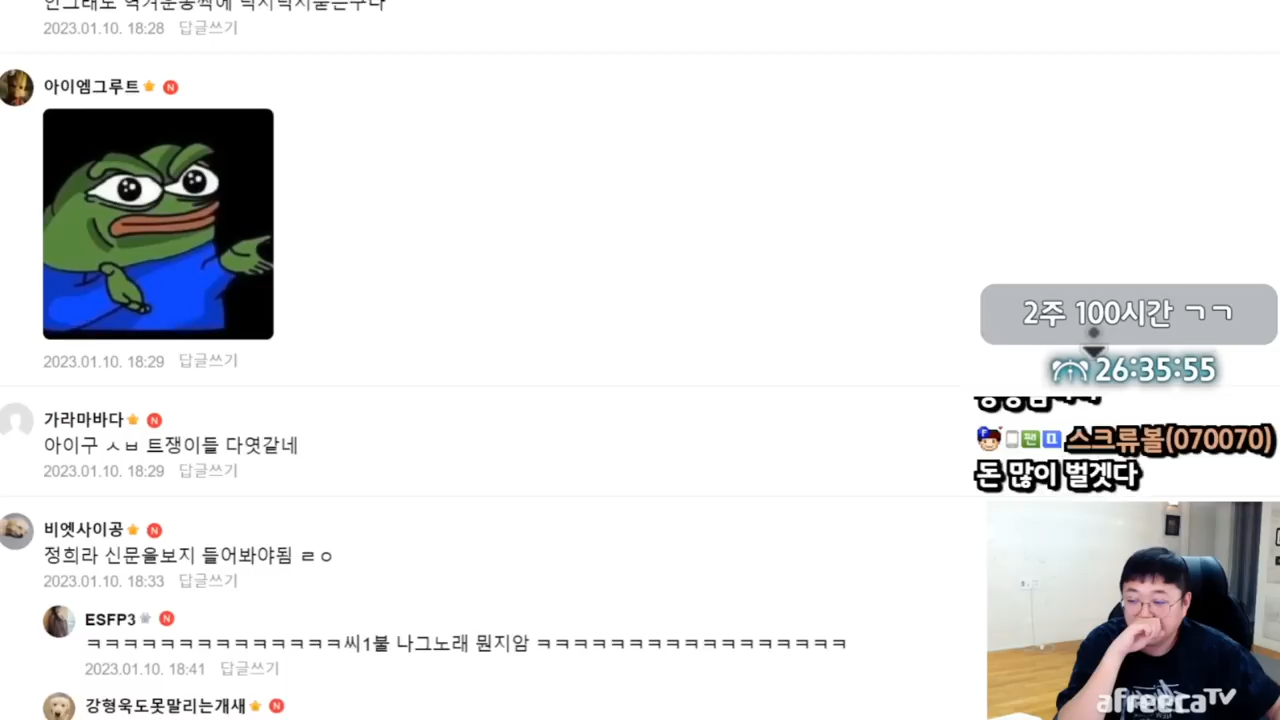 2023.01.10. 18:28 답글쓰기
아이엠그루트 N
2023.01.10. 18:29 답글쓰기
가라마바다 N
아이구 ㅅㅂ 트쟁이들 다엿같네
2023.01.10. 18:29 답글쓰기
비엣사이공 N
정희라 신문을보지 들어봐야됨 ㄹㅇ
2023.01.10. 18:33 답글쓰기
ESFP3 N
ㅋㅋㅋㅋㅋㅋㅋㅋㅋㅋㅋㅋㅋㅋ씨1불 나그노래 뭔지암 ㅋㅋㅋㅋㅋㅋㅋㅋㅋㅋㅋㅋㅋㅋㅋㅋㅋ
2023.01.10. 18:41 답글쓰기
강형욱도못말리는개새 N
2주 100시간 ㄱㄱ
26:35:55
팬 스크류볼(070070)
돈 많이 벌겟다
afreecaTV